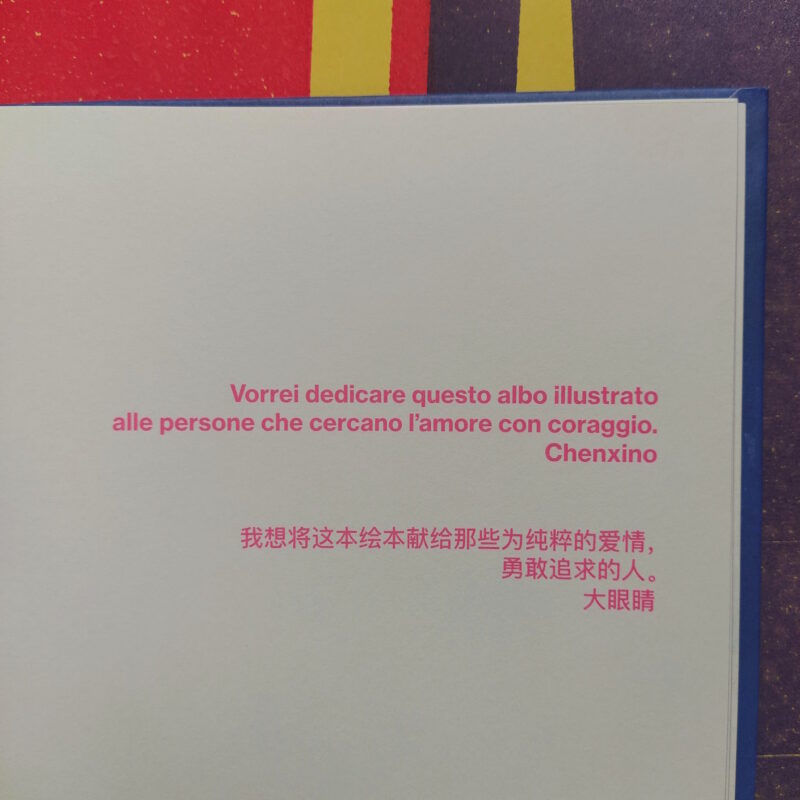 Vorrei dedicare questo albo illustrato
alle persone che cercano l’amore con coraggio.
Chenxino
我想将这本绘本献给那些为纯粹的爱情，
勇敢追求的人。
大眼睛